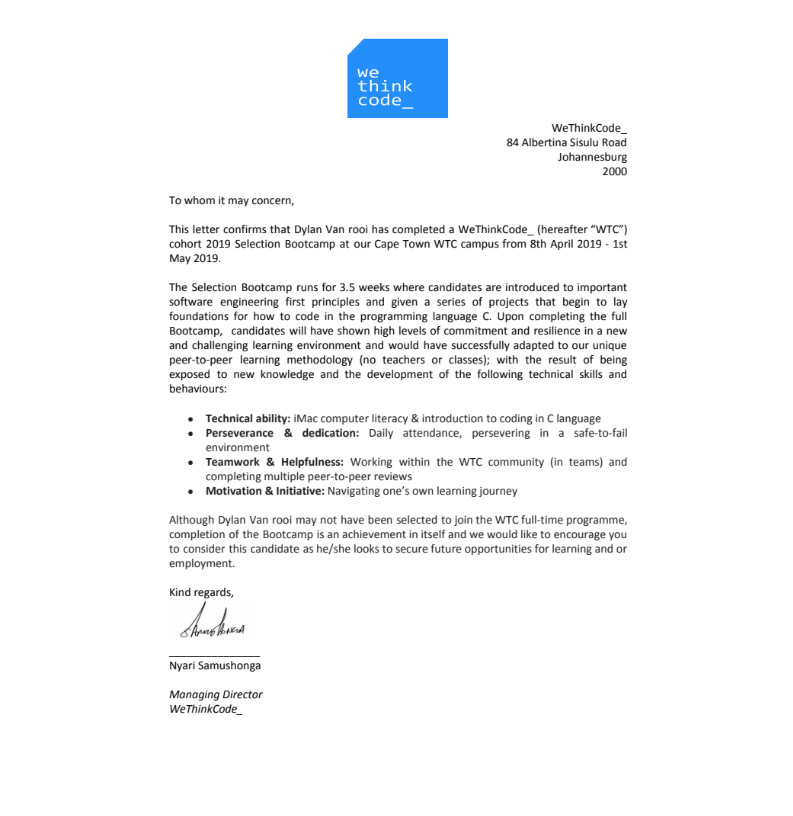 we
think
code_
WeThinkCode_
84 Albertina Sisulu Road
Johannesburg
2000
To whom it may concern,
This letter confirms that Dylan Van rooi has completed a WeThinkCode_ (hereafter “WTC”)
cohort 2019 Selection Bootcamp at our Cape Town WTC campus from 8th April 2019 - 1st
May 2019.
The Selection Bootcamp runs for 3.5 weeks where candidates are introduced to important
software engineering first principles and given a series of projects that begin to lay
foundations for how to code in the programming language C. Upon completing the full
Bootcamp, candidates will have shown high levels of commitment and resilience in a new
and challenging learning environment and would have successfully adapted to our unique
peer-to-peer learning methodology (no teachers or classes); with the result of being
exposed to new knowledge and the development of the following technical skills and
behaviours:
● Technical ability: iMac computer literacy & introduction to coding in C language
● Perseverance & dedication: Daily attendance, persevering in a safe-to-fail
environment
● Teamwork & Helpfulness: Working within the WTC community (in teams) and
completing multiple peer-to-peer reviews
● Motivation & Initiative: Navigating one’s own learning journey
Although Dylan Van rooi may not have been selected to join the WTC full-time programme,
completion of the Bootcamp is an achievement in itself and we would like to encourage you
to consider this candidate as he/she looks to secure future opportunities for learning and or
employment.
Kind regards,
Nyari Samushonga
Managing Director
WeThinkCode_